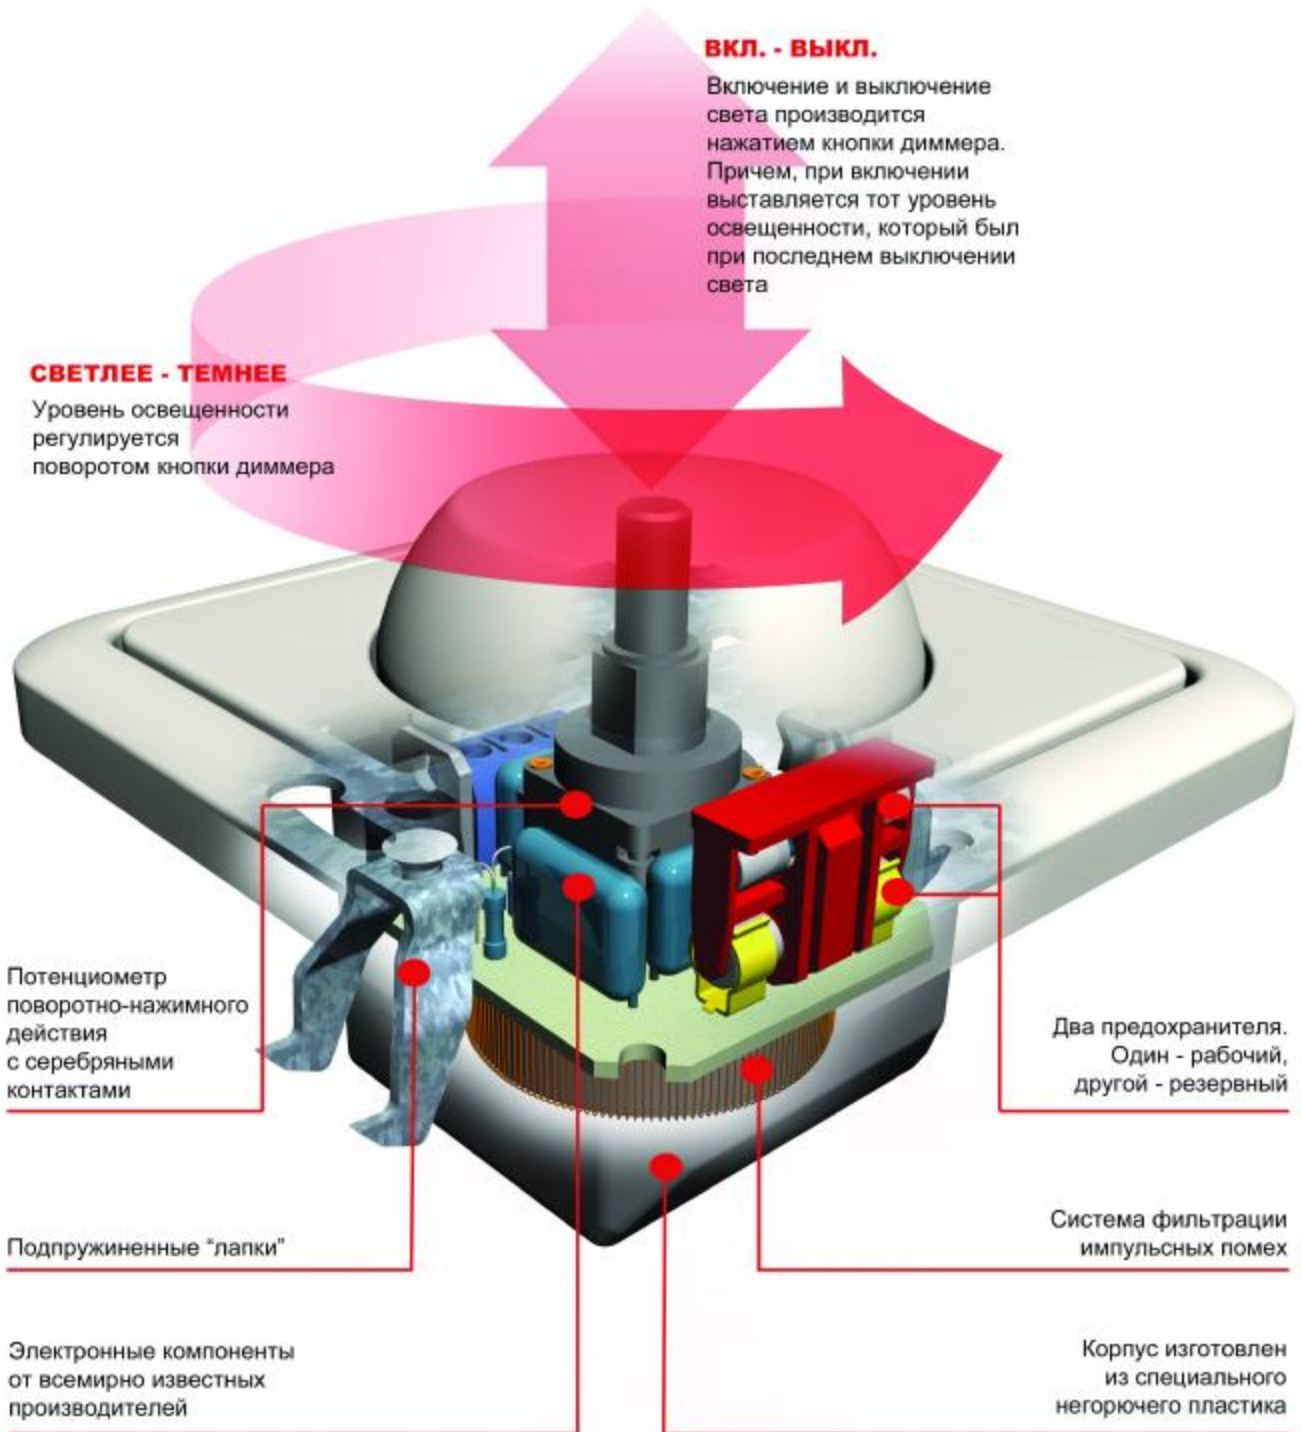 ВКЛ. - ВЫКЛ.
Включение и выключение
света производится
нажатием кнопки диммера.
Причем, при включении
выставляется тот уровень
освещенности, который был
при последнем выключении
света
СВЕТЛЕЕ - ТЕМНЕЕ
Уровень освещенности
регулируется
поворотом кнопки диммера
Потенциометр
поворотно-нажимного
действия
с серебряными
контактами
Два предохранителя.
Один - рабочий,
другой - резервный
Подпружиненные “лапки”
Система фильтрации
импульсных помех
Электронные компоненты
от всемирно известных
производителей
Корпус изготовлен
из специального
негорючего пластика